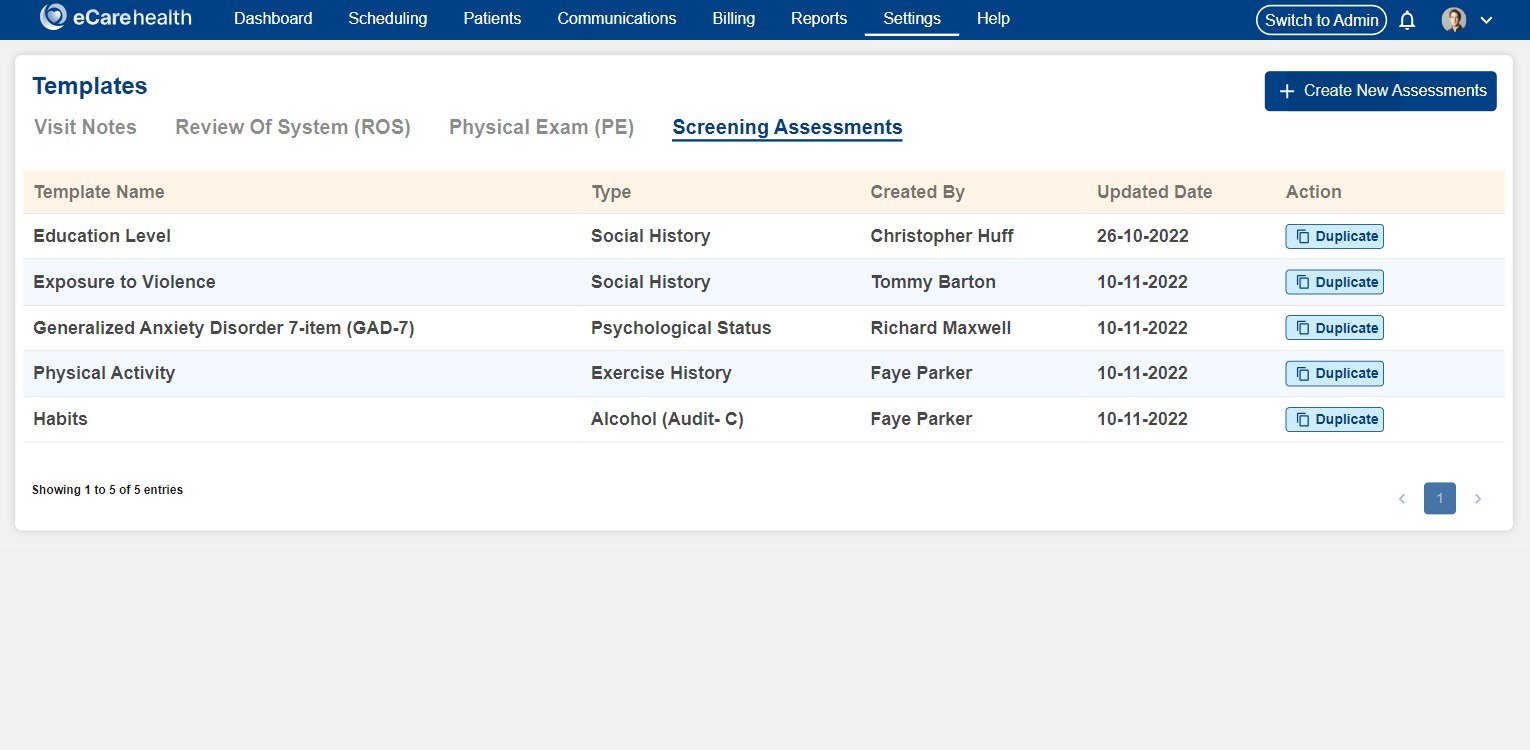 eCarehealth Dashboard Scheduling Patients Communications Billing Reports Settings Help Switch to Admin
Templates
+ Create New Assessments
Visit Notes Review Of System (ROS) Physical Exam (PE) Screening Assessments
Template Name Type Created By Updated Date Action
Education Level Social History Christopher Huff 26-10-2022 Duplicate
Exposure to Violence Social History Tommy Barton 10-11-2022 Duplicate
Generalized Anxiety Disorder 7-item (GAD-7) Psychological Status Richard Maxwell 10-11-2022 Duplicate
Physical Activity Exercise History Faye Parker 10-11-2022 Duplicate
Habits Alcohol (Audit- C) Faye Parker 10-11-2022 Duplicate
Showing 1 to 5 of 5 entries
1